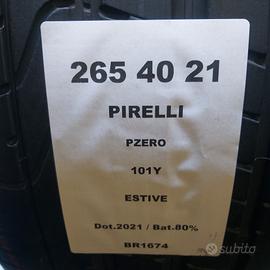 265 40 21
PIRELLI
PZERO
101Y
ESTIVE
Dot.2021 / Bat.80%
BR1674
subito